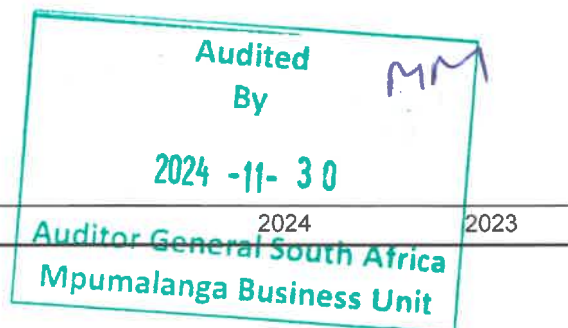 Audited
MM
By
2024 -11- 30
2024 2023
Auditor General South Africa
Mpumalanga Business Unit